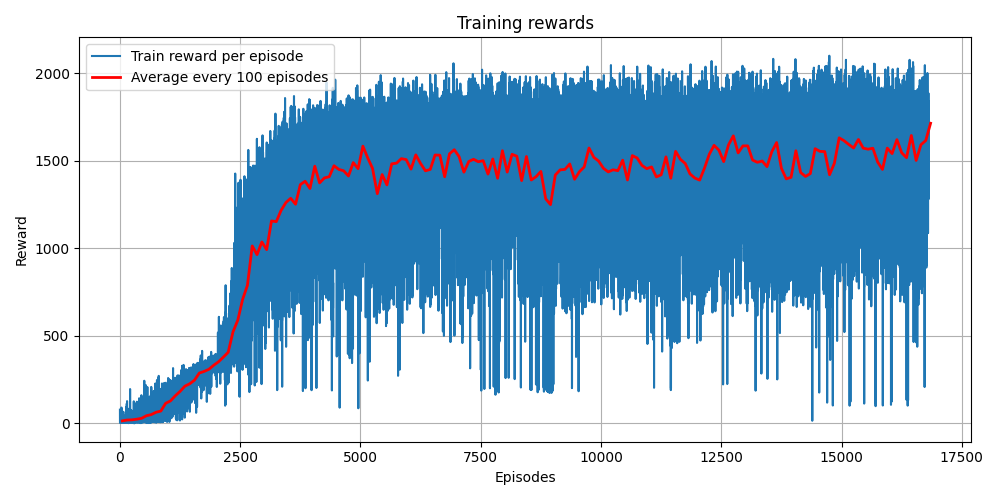 Training rewards
Train reward per episode
Average every 100 episodes
2000
1500
1000
500
0
Reward
0 2500 5000 7500 10000 12500 15000 17500
Episodes